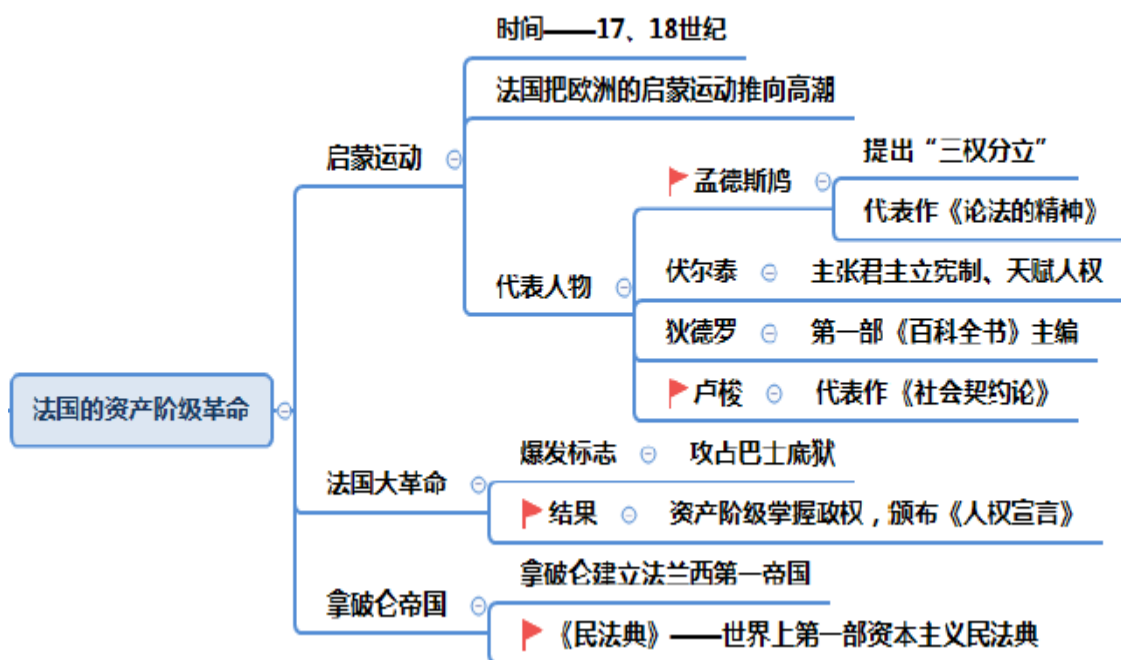 时间——17、18世纪
法国把欧洲的启蒙运动推向高潮
启蒙运动
提出“三权分立”
孟德斯鸠
代表作《论法的精神》
代表人物
伏尔泰 主张君主立宪制、天赋人权
狄德罗 第一部《百科全书》主编
卢梭 代表作《社会契约论》
法国的资产阶级革命
爆发标志 攻占巴士底狱
法国大革命
结果 资产阶级掌握政权，颁布《人权宣言》
拿破仑建立法兰西第一帝国
拿破仑帝国
《民法典》——世界上第一部资本主义民法典